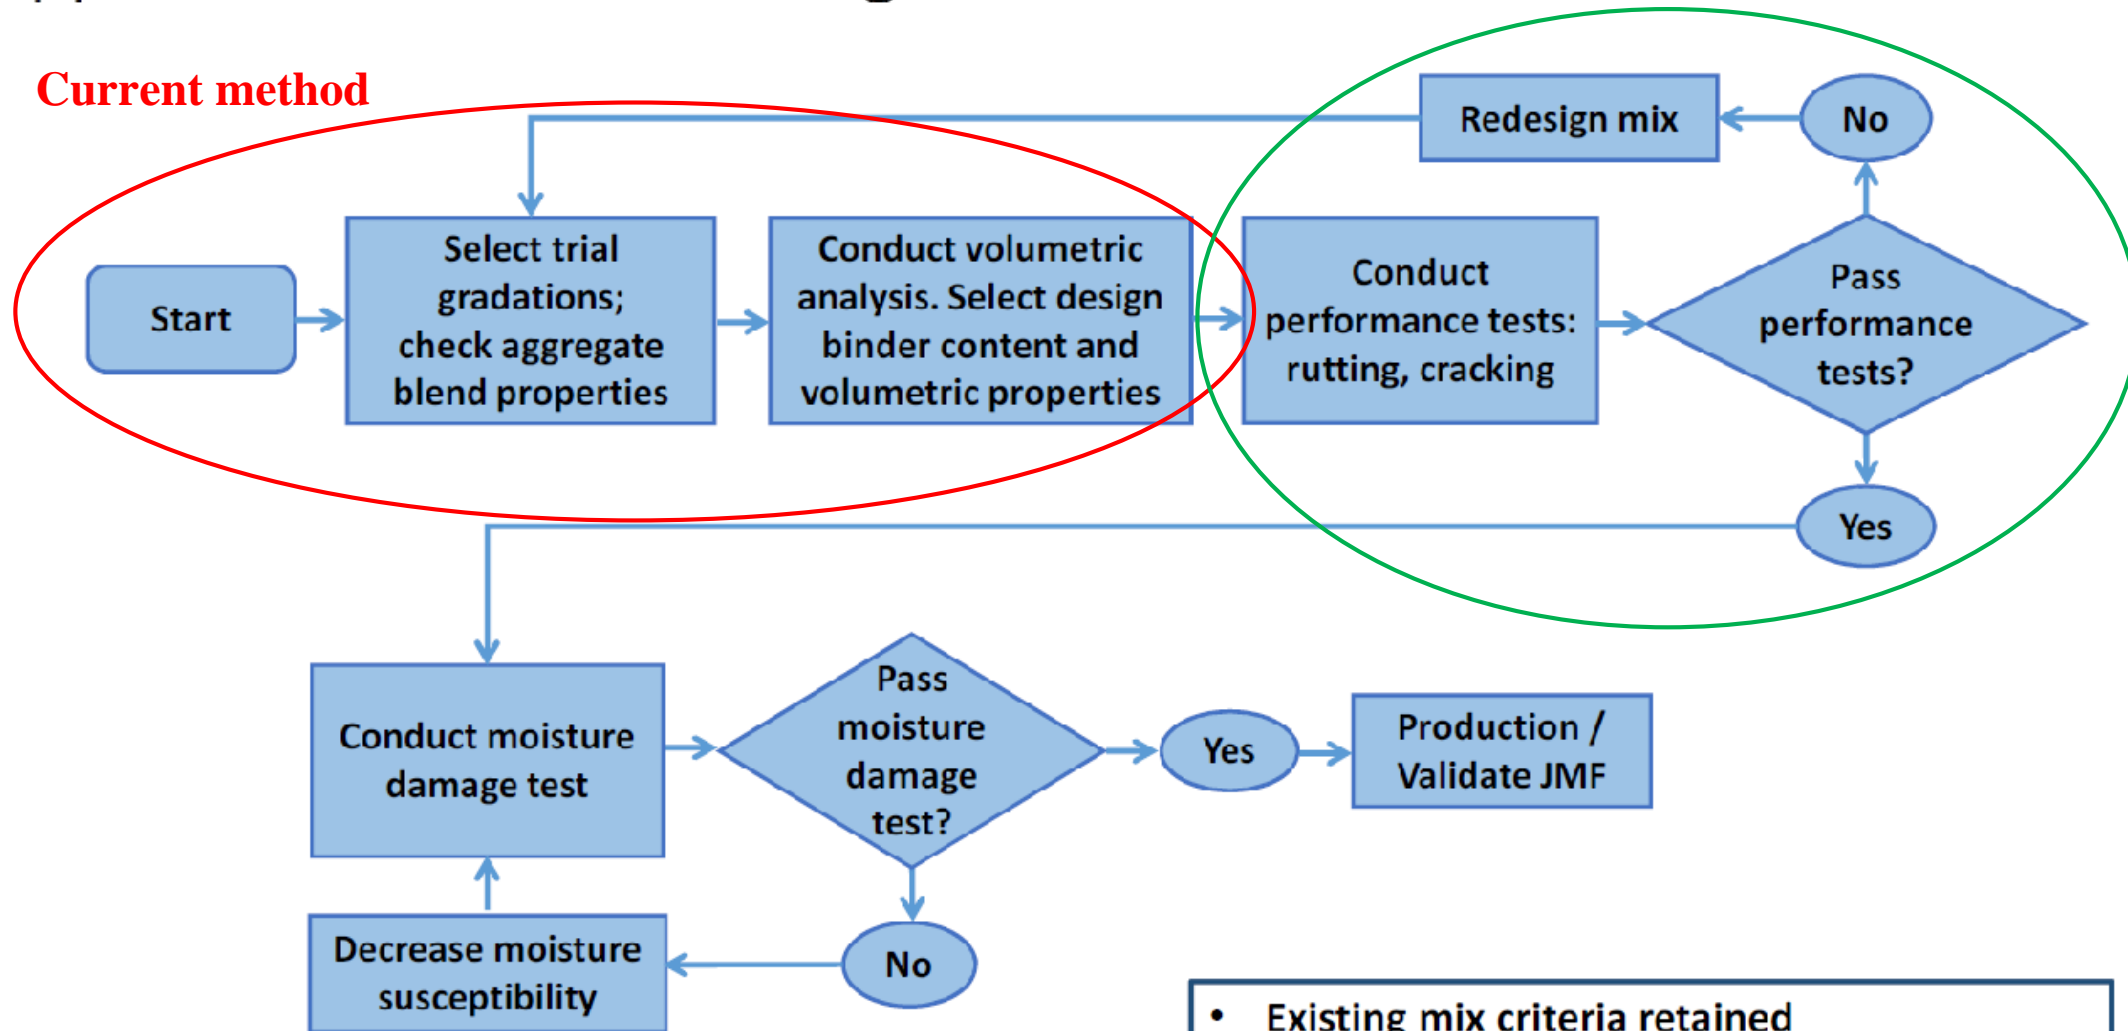 Current method
Redesign mix
No
Start
Select trial
gradations;
check aggregate
blend properties
Conduct volumetric
analysis. Select design
binder content and
volumetric properties
Conduct
performance tests:
rutting, cracking
Pass
performance
tests?
Yes
Conduct moisture
damage test
Pass
moisture
damage
test?
Yes
Production /
Validate JMF
Decrease moisture
susceptibility
No
• Existing mix criteria retained